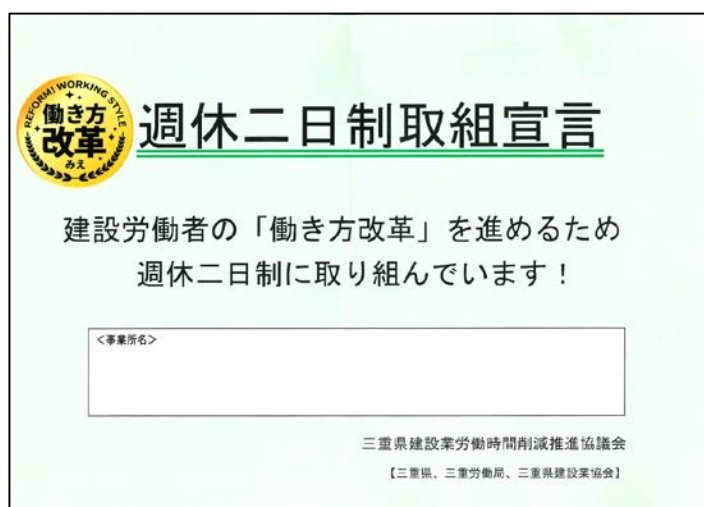 REFORM! WORKING STYLE
働き方
改革
みえ
週休二日制取組宣言
建設労働者の「働き方改革」を進めるため
週休二日制に取り組んでいます！
＜事業所名＞
三重県建設業労働時間削減推進協議会
【三重県、三重労働局、三重県建設業協会】